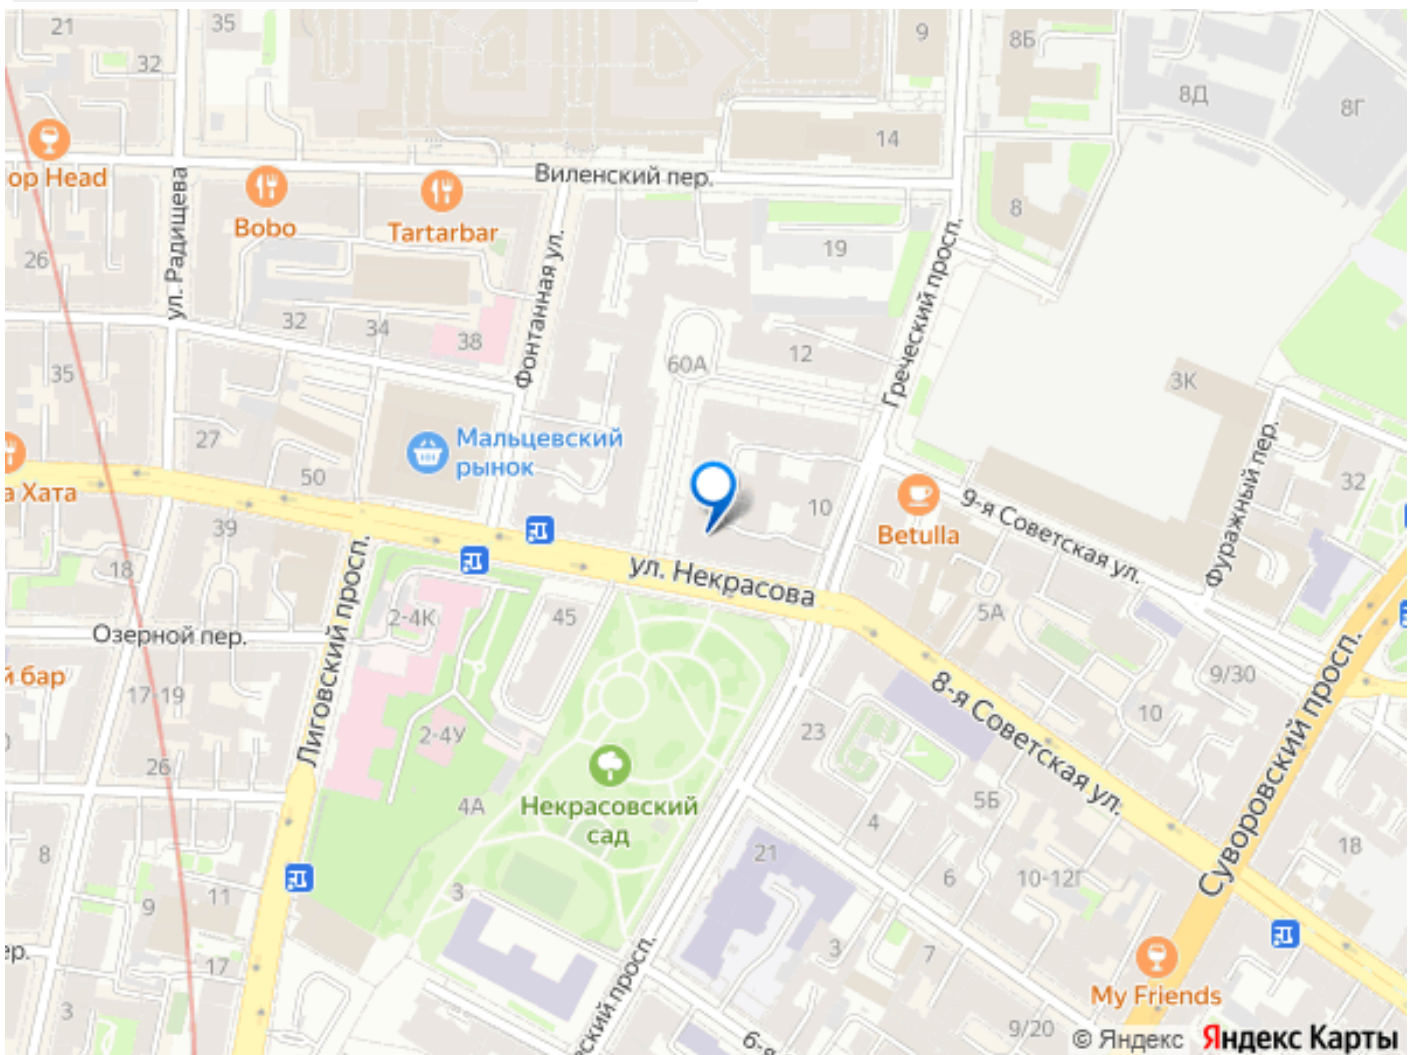 21
35
9
8Б
32
8Д
8Г
14
op Head
Виленский пер.
Bobo
Tartarbar
ул. Радищева
8
26
19
Фонтанная ул.
Греческий просп.
32
34
38
12
60А
35
3К
27
Мальцевский
рынок
50
а Хата
10
Betulla
9-я Советская ул.
Фуражный пер.
32
39
18
ул. Некрасова
Лиговский просп.
2-4К
45
5А
Озерной пер.
й бар
17-19
9/30
8-я Советская ул.
10
Суворовский просп.
2-4У
23
26
Некрасовский
сад
4А
5Б
4
18
8
21
6
10-12Г
11
9
3
3
7
ер.
17
My Friends
3
еский просп.
6-я
9/20
© Яндекс
Яндекс Карты